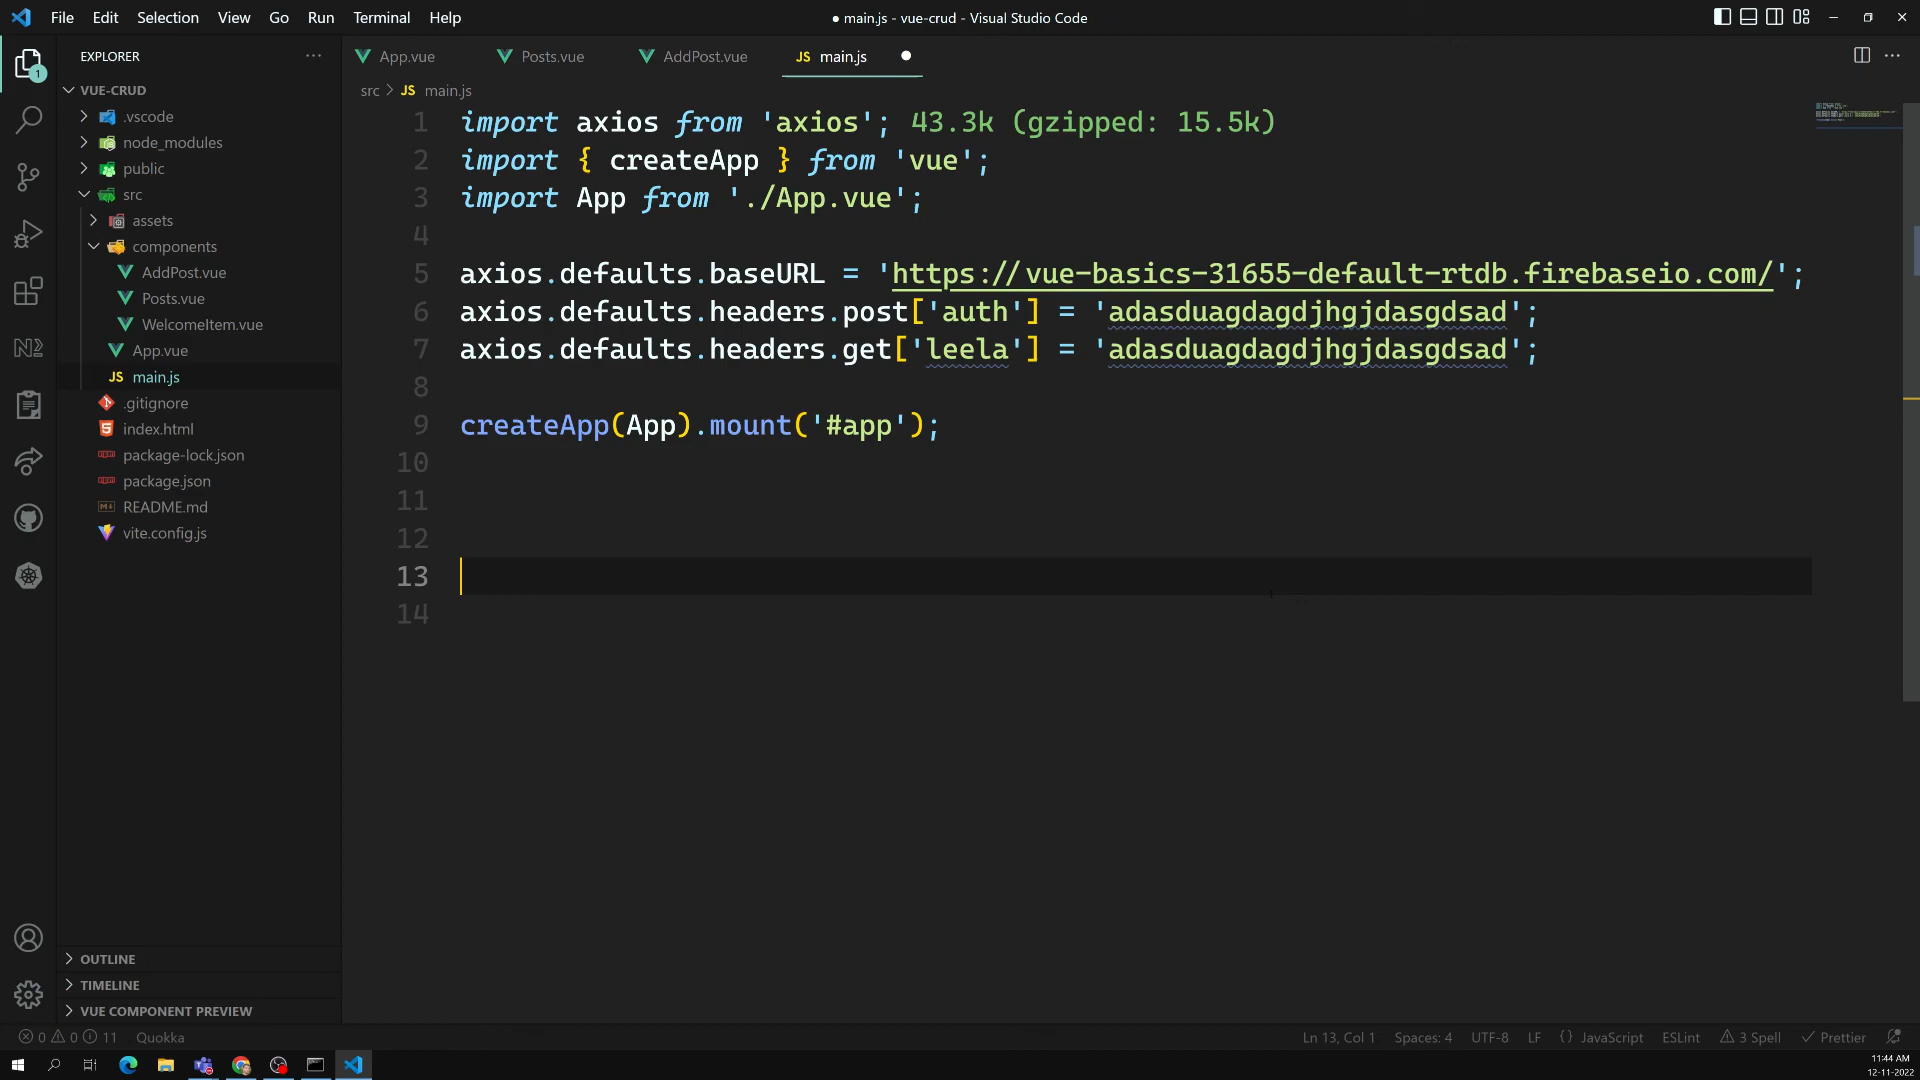 File Edit Selection View Go Run Terminal Help
● main.js - vue-crud - Visual Studio Code
1
EXPLORER
App.vue Posts.vue AddPost.vue JS main.js
VUE-CRUD
src > JS main.js
.vscode
node_modules
public
src
assets
components
AddPost.vue
Posts.vue
WelcomeItem.vue
App.vue
JS main.js
.gitignore
index.html
package-lock.json
package.json
README.md
vite.config.js
OUTLINE
TIMELINE
VUE COMPONENT PREVIEW
1 import axios from 'axios'; 43.3k (gzipped: 15.5k)
2 import { createApp } from 'vue';
3 import App from './App.vue';
4
5 axios.defaults.baseURL = 'https://vue-basics-31655-default-rtdb.firebaseio.com/';
6 axios.defaults.headers.post['auth'] = 'adasduagdagdjhgjdasgdsad';
7 axios.defaults.headers.get['leela'] = 'adasduagdagdjhgjdasgdsad';
8
9 createApp(App).mount('#app');
10
11
12
13
14
0 0 11 Quokka
Ln 13, Col 1 Spaces: 4 UTF-8 LF {} JavaScript ESLint 3 Spell Prettier
11:44 AM
12-11-2022